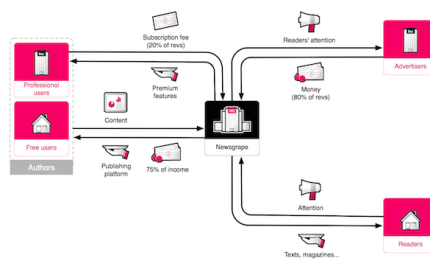 Subscription fee
(20% of revs)
Readers' attention
Professional
users
Advertisers
Premium
features
Money
(80% of revs)
Content
Free users
Newsgrape
Publishing
platform
75% of income
Authors
Attention
Texts, magazines...
Readers